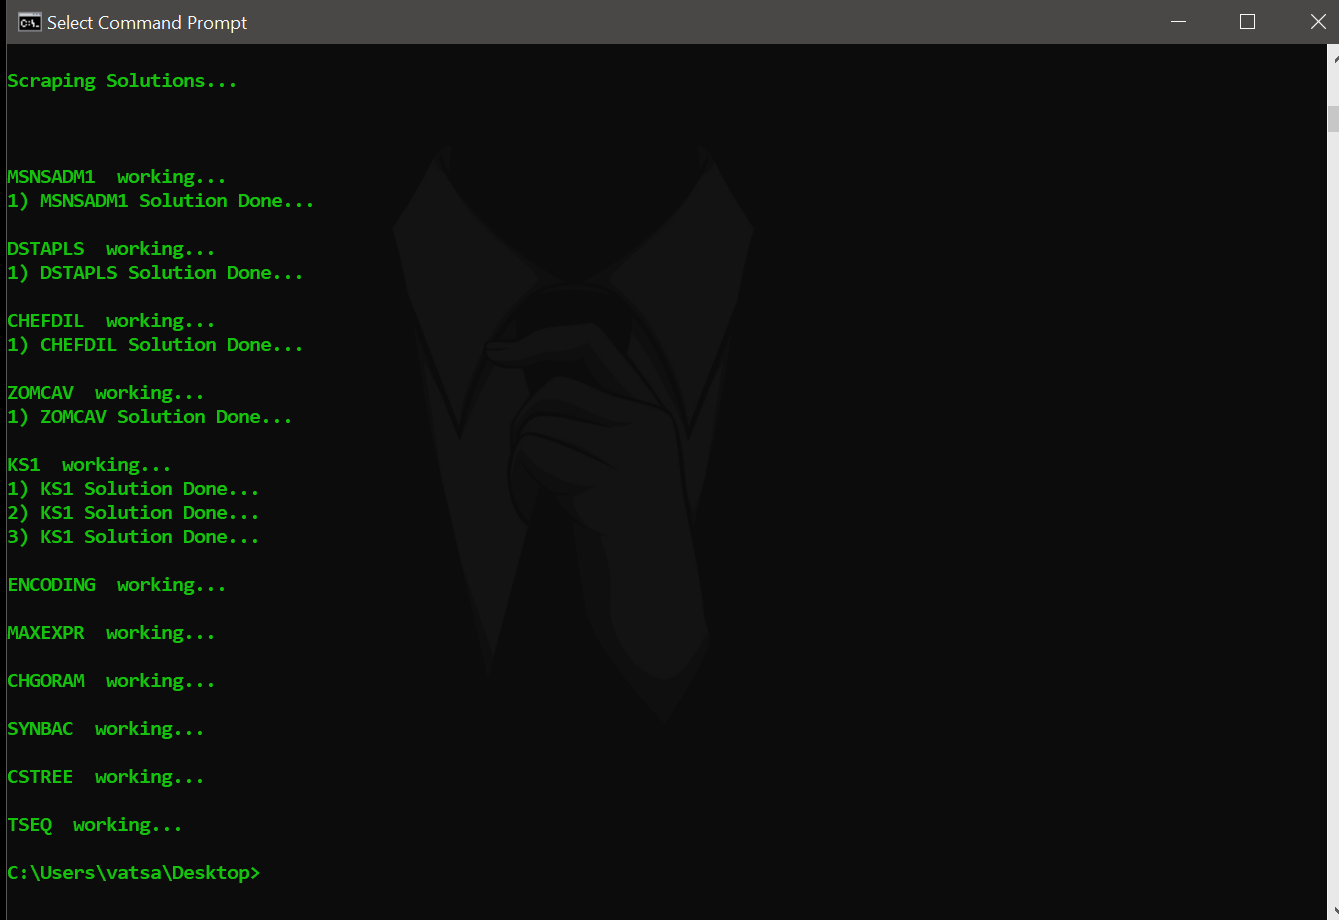 Select Command Prompt
Scraping Solutions...
MSNSADM1  working...
1) MSNSADM1 Solution Done...
DSTAPLS  working...
1) DSTAPLS Solution Done...
CHEFDIL  working...
1) CHEFDIL Solution Done...
ZOMCAV  working...
1) ZOMCAV Solution Done...
KS1  working...
1) KS1 Solution Done...
2) KS1 Solution Done...
3) KS1 Solution Done...
ENCODING  working...
MAXEXPR  working...
CHGORAM  working...
SYNBAC  working...
CSTREE  working...
TSEQ  working...
C:\Users\vatsa\Desktop>